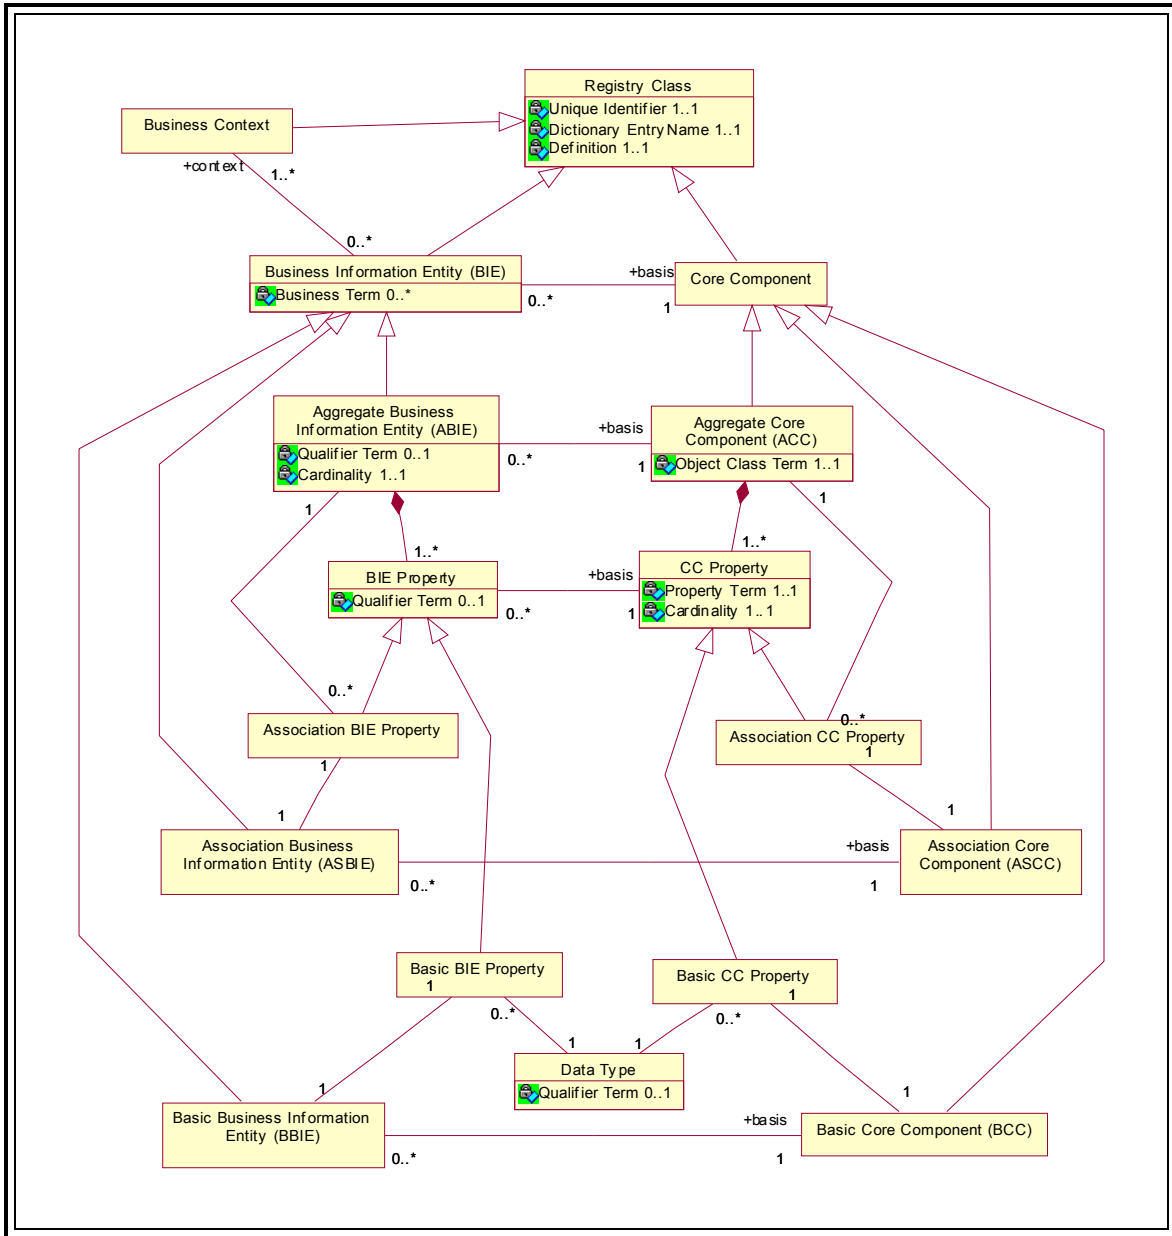 Registry Class
Unique Identifier 1..1
Dictionary EntryName 1..1
Definition 1..1
Business Context
+context
1..*
0..*
Business Information Entity (BIE)
Business Term 0..*
+basis
0..*
1
Core Component
Aggregate Business
Information Entity (ABIE)
Qualifier Term 0..1
Cardinality 1..1
+basis
0..*
1
Aggregate Core
Component (ACC)
Object Class Term 1..1
1
1
1..*
1..*
BIE Property
Qualifier Term 0..1
+basis
0..*
1
CC Property
Property Term 1..1
Cardinality 1..1
0..*
Association BIE Property
1
0..*
Association CC Property
1
1
1
Association Business
Information Entity (ASBIE)
+basis
0..*
1
Association Core
Component (ASCC)
Basic BIE Property
1
0..*
Basic CC Property
1
0..*
1
1
Data Type
Qualifier Term 0..1
1
1
Basic Business Information
Entity (BBIE)
+basis
0..*
1
Basic Core Component (BCC)